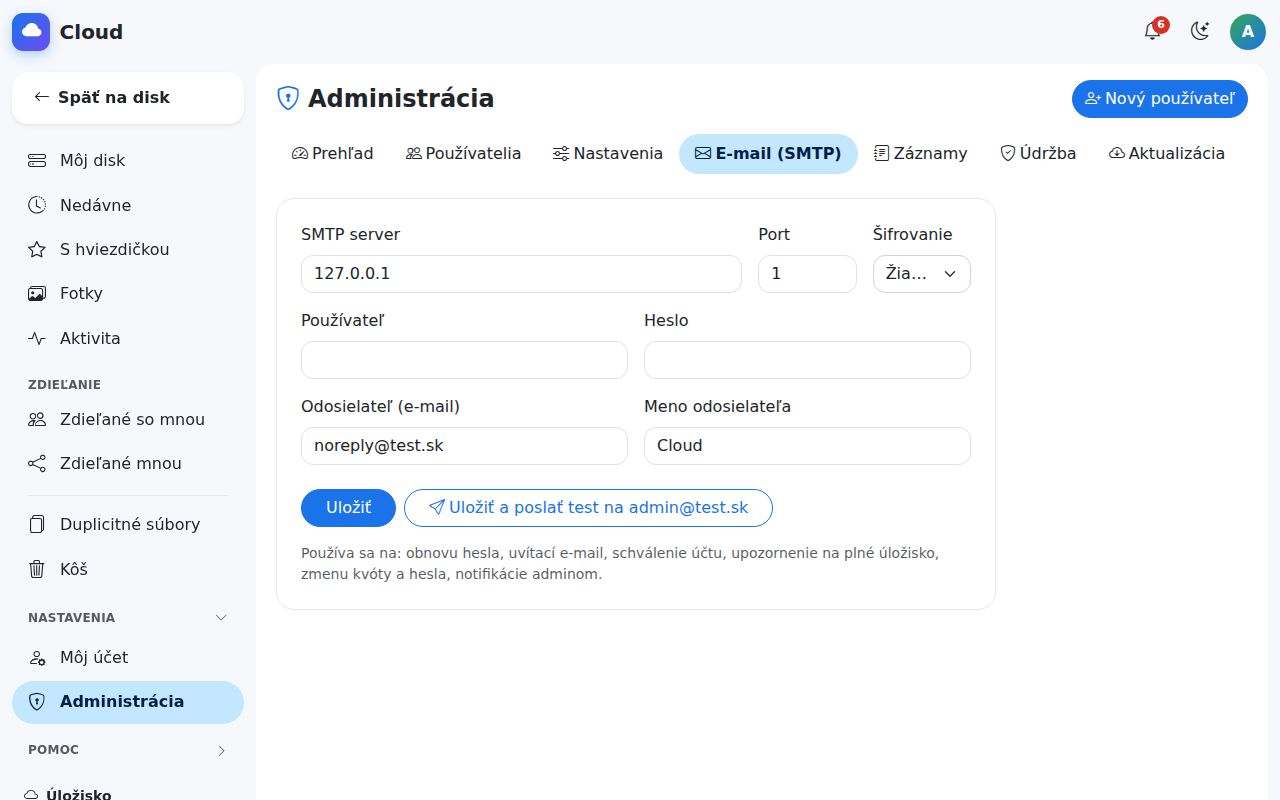 Cloud
6
A
Späť na disk
Administrácia
Nový používateľ
Prehľad
Používatelia
Nastavenia
E-mail (SMTP)
Záznamy
Údržba
Aktualizácia
Môj disk
Nedávne
S hviezdičkou
Fotky
Aktivita
ZDIEĽANIE
Zdieľané so mnou
Zdieľané mnou
Duplicitné súbory
Kôš
NASTAVENIA
Môj účet
Administrácia
POMOC
Úložisko
SMTP server
Port
Šifrovanie
127.0.0.1
1
Žia...
Používateľ
Heslo
Odosielateľ (e-mail)
Meno odosielateľa
noreply@test.sk
Cloud
Uložiť
Uložiť a poslať test na admin@test.sk
Používa sa na: obnovu hesla, uvítací e-mail, schválenie účtu, upozornenie na plné úložisko,
zmenu kvóty a hesla, notifikácie adminom.